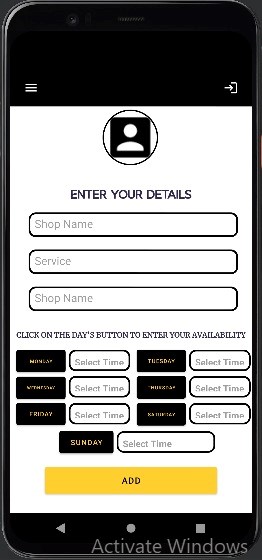 ENTER YOUR DETAILS
Shop Name
Service
Shop Name
CLICK ON THE DAY'S BUTTON TO ENTER YOUR AVAILABILITY
MONDAY Select Time TUESDAY Select Time
WEDNESDAY Select Time THURSDAY Select Time
FRIDAY Select Time SATURDAY Select Time
SUNDAY Select Time
ADD
Activate Windows